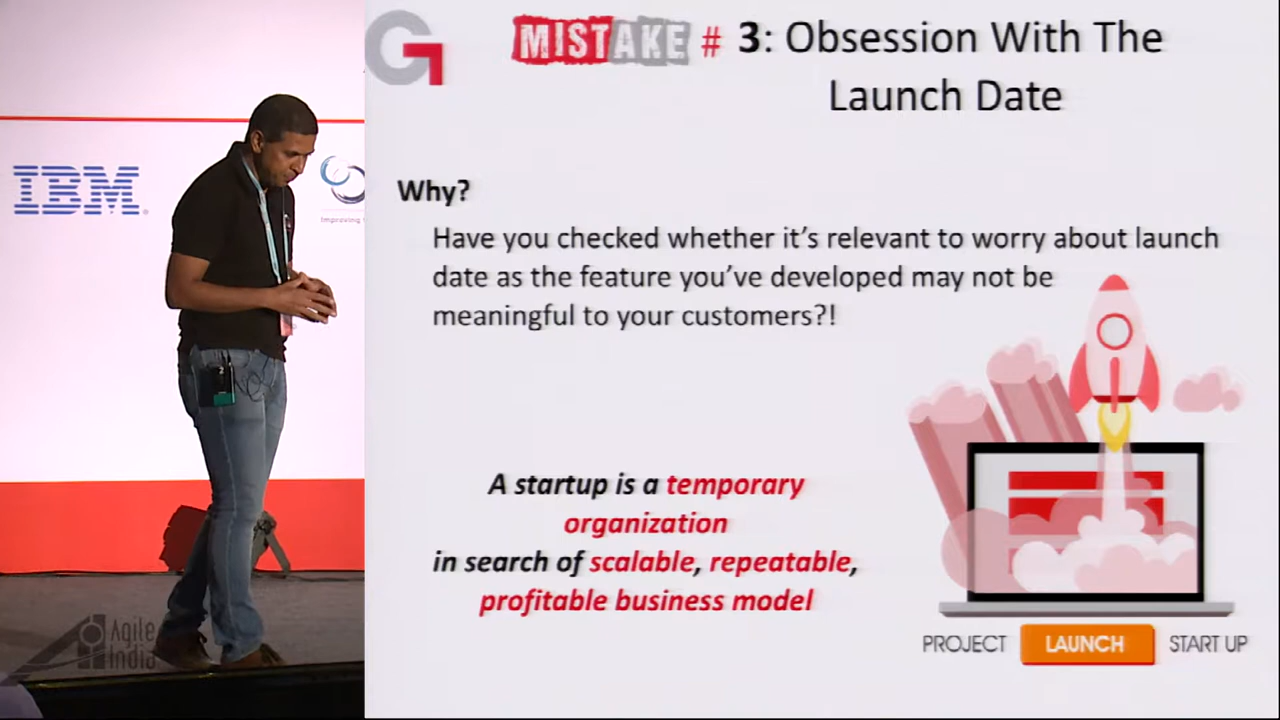 MISTAKE # 3: Obsession With The
Launch Date
IBM
Improving
Why?
Have you checked whether it's relevant to worry about launch
date as the feature you've developed may not be
meaningful to your customers?!
A startup is a temporary
organization
in search of scalable, repeatable,
profitable business model
PROJECT LAUNCH START UP
Agile
India